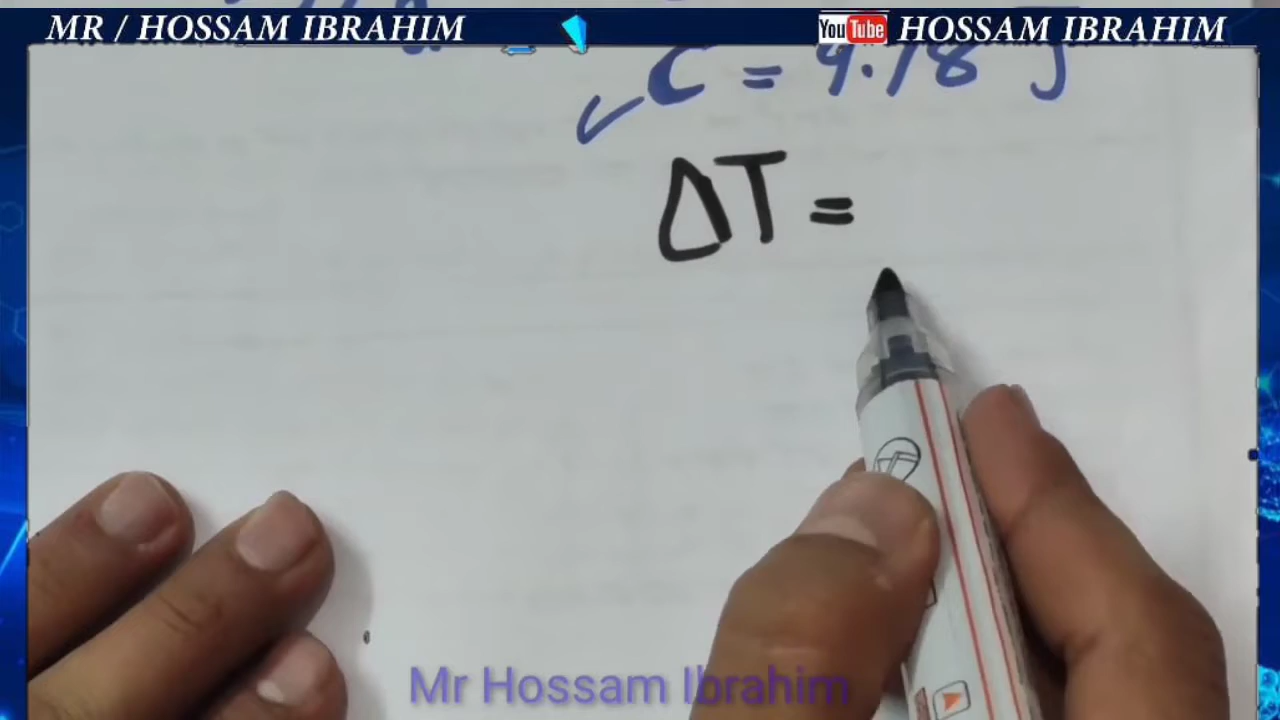 MR / HOSSAM IBRAHIM
YouTube HOSSAM IBRAHIM
C = 4.18 J
ΔT =
Mr Hossam Ibrahim